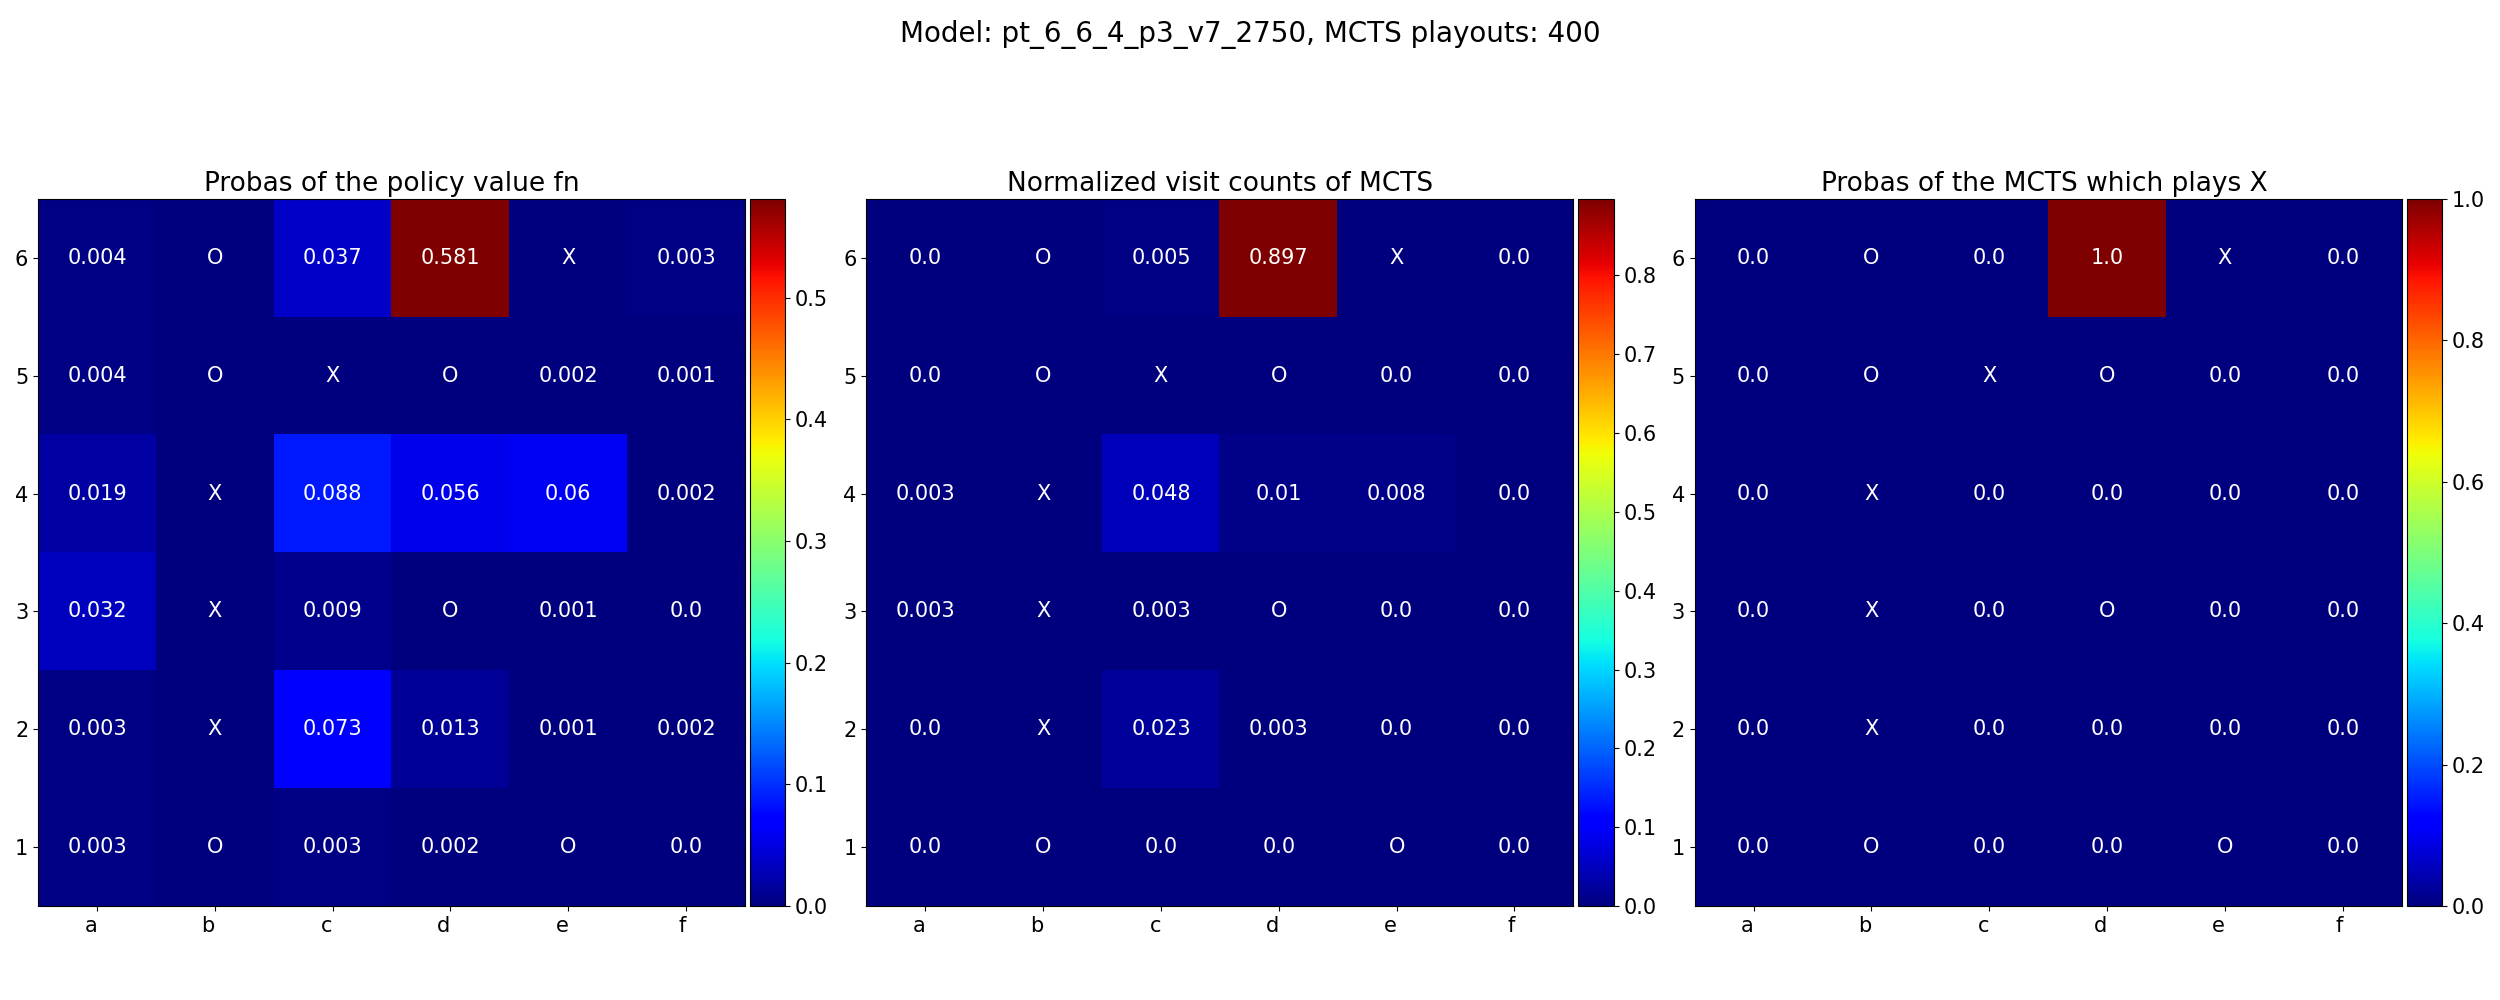 Model: pt_6_6_4_p3_v7_2750, MCTS playouts: 400
Probas of the policy value fn
6 0.004 O 0.037 0.581 X 0.003
5 0.004 O X O 0.002 0.001
4 0.019 X 0.088 0.056 0.06 0.002
3 0.032 X 0.009 O 0.001 0.0
2 0.003 X 0.073 0.013 0.001 0.002
1 0.003 O 0.003 0.002 O 0.0
a b c d e f
0.5
0.4
0.3
0.2
0.1
0.0
Normalized visit counts of MCTS
6 0.0 O 0.005 0.897 X 0.0
5 0.0 O X O 0.0 0.0
4 0.003 X 0.048 0.01 0.008 0.0
3 0.003 X 0.003 O 0.0 0.0
2 0.0 X 0.023 0.003 0.0 0.0
1 0.0 O 0.0 0.0 O 0.0
a b c d e f
0.8
0.7
0.6
0.5
0.4
0.3
0.2
0.1
0.0
Probas of the MCTS which plays X
6 0.0 O 0.0 1.0 X 0.0
5 0.0 O X O 0.0 0.0
4 0.0 X 0.0 0.0 0.0 0.0
3 0.0 X 0.0 O 0.0 0.0
2 0.0 X 0.0 0.0 0.0 0.0
1 0.0 O 0.0 0.0 O 0.0
a b c d e f
1.0
0.8
0.6
0.4
0.2
0.0